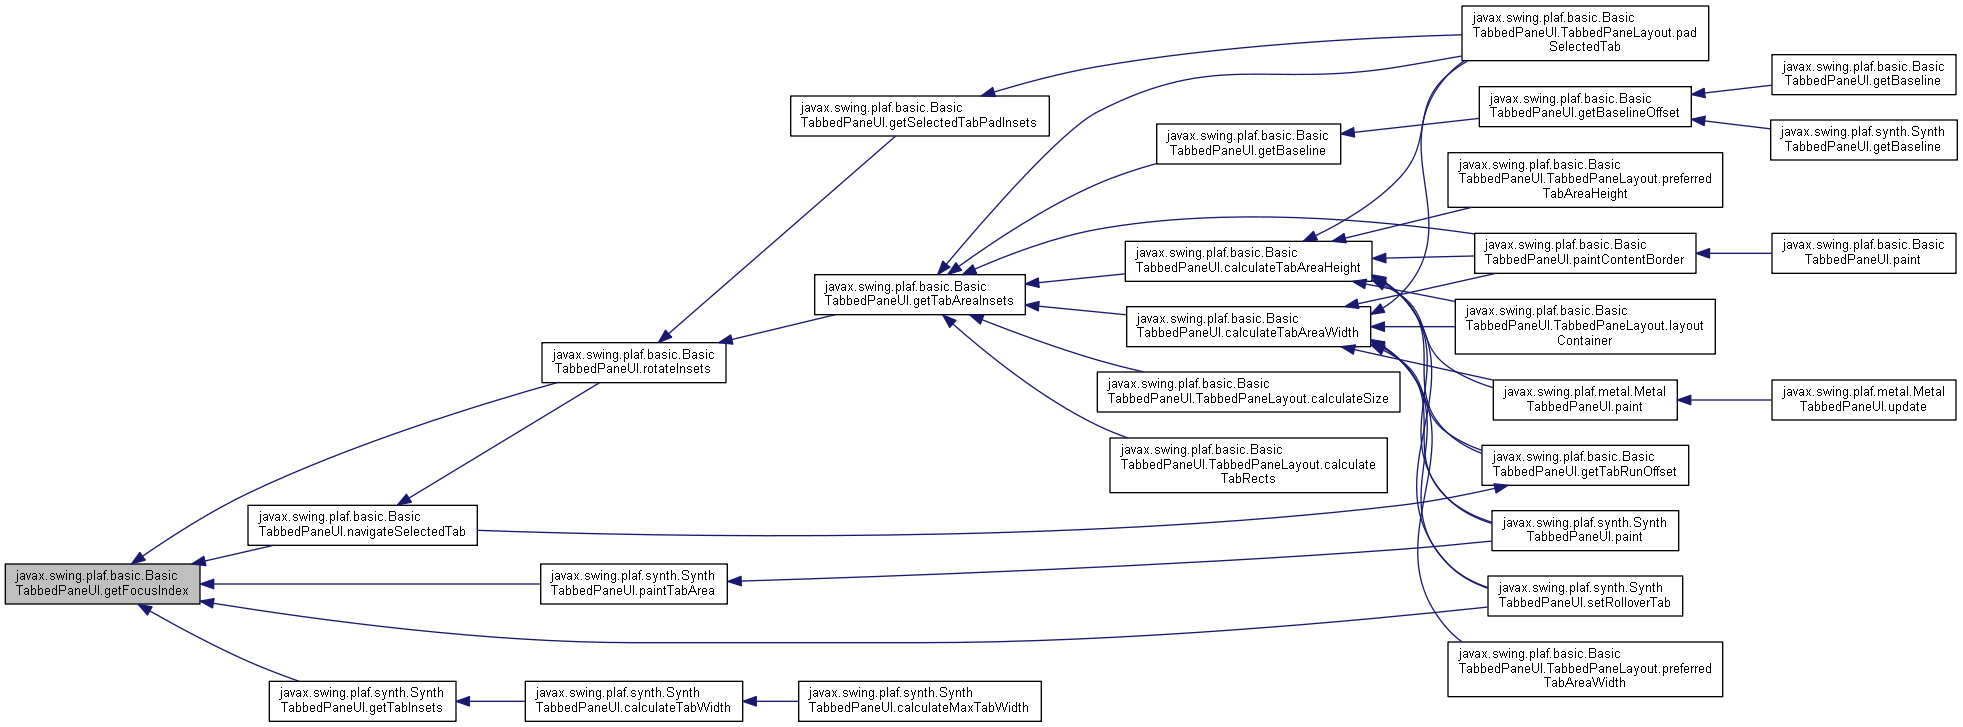 javax.swing.plaf.basic.Basic
TabbedPaneUI.TabbedPaneLayout.pad
SelectedTab
javax.swing.plaf.basic.Basic
TabbedPaneUI.getBaseline
javax.swing.plaf.basic.Basic
TabbedPaneUI.getBaselineOffset
javax.swing.plaf.basic.Basic
TabbedPaneUI.getSelectedTabPadInsets
javax.swing.plaf.basic.Basic
TabbedPaneUI.getBaseline
javax.swing.plaf.synth.Synth
TabbedPaneUI.getBaseline
javax.swing.plaf.basic.Basic
TabbedPaneUI.TabbedPaneLayout.preferred
TabAreaHeight
javax.swing.plaf.basic.Basic
TabbedPaneUI.calculateTabAreaHeight
javax.swing.plaf.basic.Basic
TabbedPaneUI.paintContentBorder
javax.swing.plaf.basic.Basic
TabbedPaneUI.paint
javax.swing.plaf.basic.Basic
TabbedPaneUI.getTabAreaInsets
javax.swing.plaf.basic.Basic
TabbedPaneUI.calculateTabAreaWidth
javax.swing.plaf.basic.Basic
TabbedPaneUI.TabbedPaneLayout.layout
Container
javax.swing.plaf.basic.Basic
TabbedPaneUI.rotateInsets
javax.swing.plaf.basic.Basic
TabbedPaneUI.TabbedPaneLayout.calculateSize
javax.swing.plaf.metal.Metal
TabbedPaneUI.paint
javax.swing.plaf.metal.Metal
TabbedPaneUI.update
javax.swing.plaf.basic.Basic
TabbedPaneUI.TabbedPaneLayout.calculate
TabRects
javax.swing.plaf.basic.Basic
TabbedPaneUI.getTabRunOffset
javax.swing.plaf.basic.Basic
TabbedPaneUI.navigateSelectedTab
javax.swing.plaf.synth.Synth
TabbedPaneUI.paint
javax.swing.plaf.basic.Basic
TabbedPaneUI.getFocusIndex
javax.swing.plaf.synth.Synth
TabbedPaneUI.paintTabArea
javax.swing.plaf.synth.Synth
TabbedPaneUI.setRolloverTab
javax.swing.plaf.basic.Basic
TabbedPaneUI.TabbedPaneLayout.preferred
TabAreaWidth
javax.swing.plaf.synth.Synth
TabbedPaneUI.getTabInsets
javax.swing.plaf.synth.Synth
TabbedPaneUI.calculateTabWidth
javax.swing.plaf.synth.Synth
TabbedPaneUI.calculateMaxTabWidth